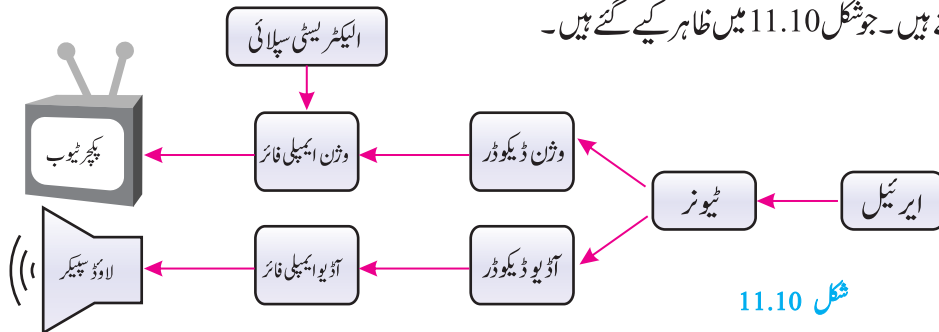 ہیں۔ جو شکل 11.10 میں ظاہر کیے گئے ہیں۔
الیکٹریسٹی سپلائی
ایرئیل
ٹیونر
وژن ڈیکوڈر
وژن ایمپلی فائر
پکچر ٹیوب
آڈیو ڈیکوڈر
آڈیو ایمپلی فائر
لاؤڈ سپیکر
شکل 11.10